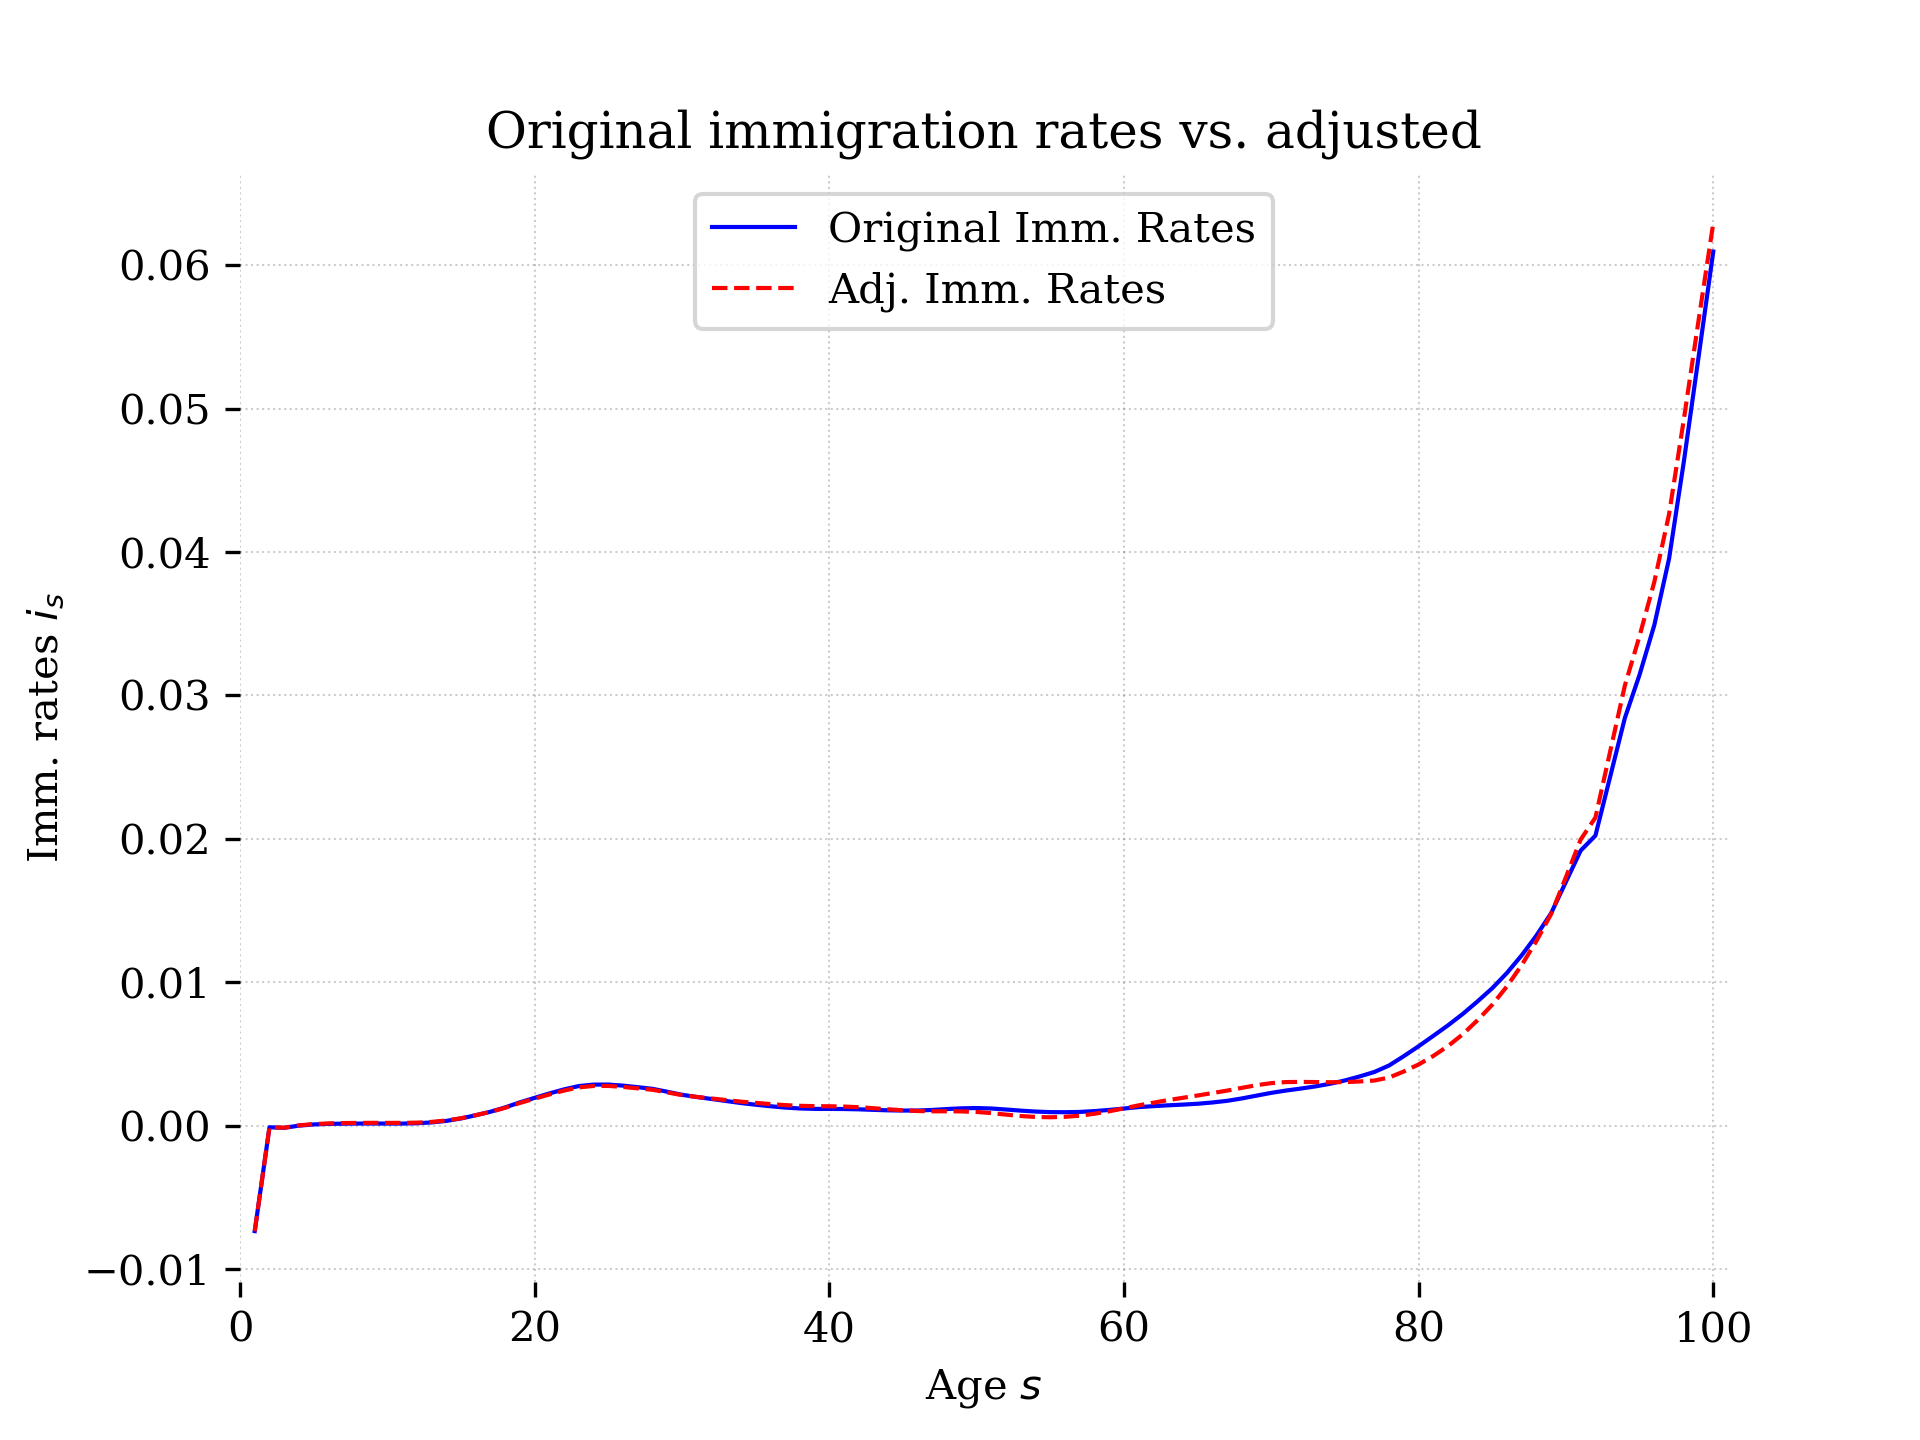 Original immigration rates vs. adjusted
Original Imm. Rates
Adj. Imm. Rates
0.06
0.05
0.04
0.03
0.02
0.01
0.00
−0.01
Imm. rates i_s
0 20 40 60 80 100
Age s